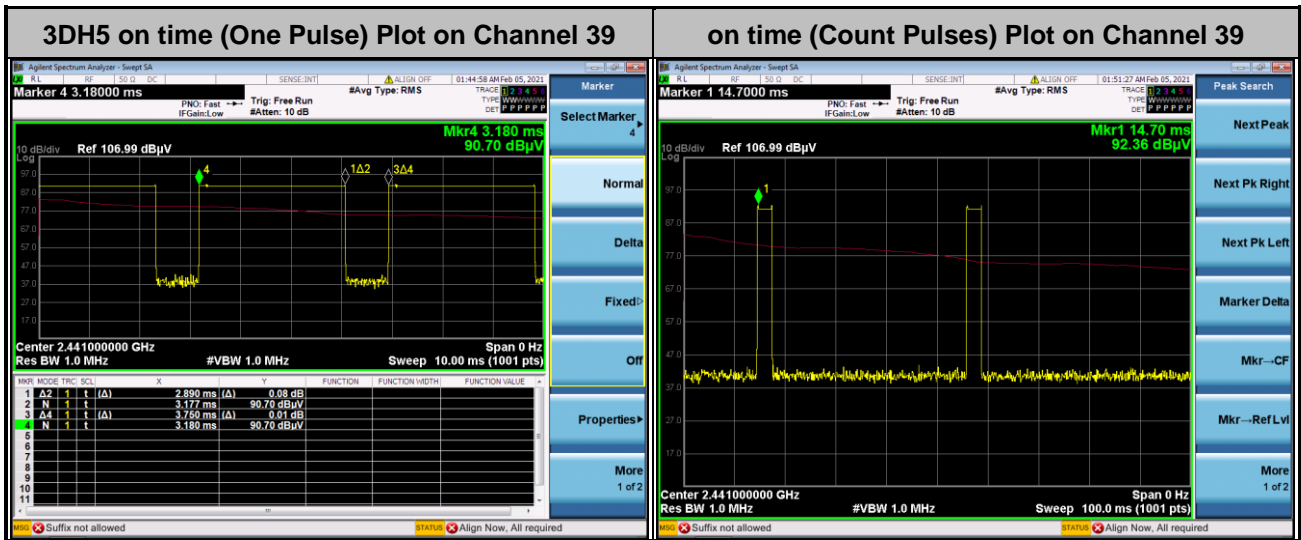 3DH5 on time (One Pulse) Plot on Channel 39
Agilent Spectrum Analyzer - Swept SA
RL RF 50 Ω DC SENSE:INT ALIGN OFF 01:44:58 AM Feb 05, 2021
Marker 4 3.18000 ms
PNO: Fast
IFGain:Low
Trig: Free Run
#Atten: 10 dB
#Avg Type: RMS
TRACE 1 2 3 4 5 6
TYPE WWWWWW
DET P P P P P P
Mkr4 3.180 ms
90.70 dBµV
10 dB/div Ref 106.99 dBµV
Log
97.0
87.0
77.0
67.0
57.0
47.0
37.0
27.0
17.0
4
1Δ2
3Δ4
Center 2.441000000 GHz Span 0 Hz
Res BW 1.0 MHz #VBW 1.0 MHz Sweep 10.00 ms (1001 pts)
MKR MODE TRC SCL X Y FUNCTION FUNCTION WIDTH FUNCTION VALUE
1 Δ2 1 t (Δ) 2.890 ms (Δ) 0.08 dB
2 N 1 t 3.177 ms 90.70 dBµV
3 Δ4 1 t (Δ) 3.750 ms (Δ) 0.01 dB
4 N 1 t 3.180 ms 90.70 dBµV
5
6
7
8
9
10
11
MSG Suffix not allowed STATUS Align Now, All required
Marker
Select Marker
4
Normal
Delta
Fixed
Off
Properties
More
1 of 2
on time (Count Pulses) Plot on Channel 39
Agilent Spectrum Analyzer - Swept SA
RL RF 50 Ω DC SENSE:INT ALIGN OFF 01:51:27 AM Feb 05, 2021
Marker 1 14.7000 ms
PNO: Fast
IFGain:Low
Trig: Free Run
#Atten: 10 dB
#Avg Type: RMS
TRACE 1 2 3 4 5 6
TYPE WWWWWW
DET P P P P P P
Mkr1 14.70 ms
92.36 dBµV
10 dB/div Ref 106.99 dBµV
Log
97.0
87.0
77.0
67.0
57.0
47.0
37.0
27.0
17.0
1
Center 2.441000000 GHz Span 0 Hz
Res BW 1.0 MHz #VBW 1.0 MHz Sweep 100.0 ms (1001 pts)
MSG Suffix not allowed STATUS Align Now, All required
Peak Search
Next Peak
Next Pk Right
Next Pk Left
Marker Delta
Mkr→CF
Mkr→Ref Lvl
More
1 of 2